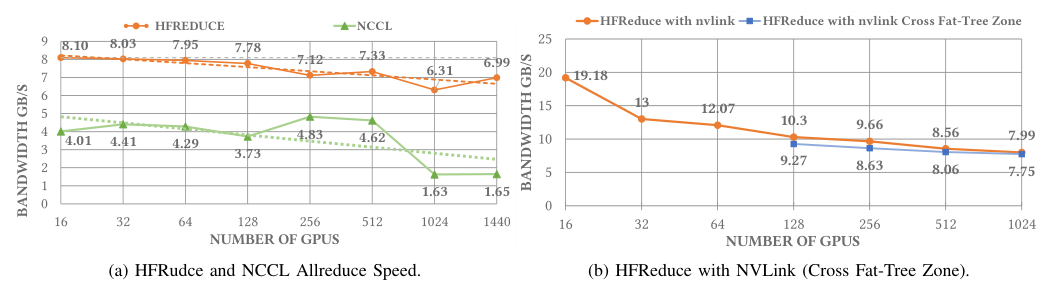 HFREDUCE NCCL
BANDWIDTH GB/S
9
8
7
6
5
4
3
2
1
0
8.10 8.03 7.95 7.78 7.12 7.33 6.31 6.99
4.01 4.41 4.29 3.73 4.83 4.62 1.63 1.65
16 32 64 128 256 512 1024 1440
NUMBER OF GPUS
(a) HFRudce and NCCL Allreduce Speed.
HFReduce with nvlink HFReduce with nvlink Cross Fat-Tree Zone
BANDWIDTH GB/S
25
20
15
10
5
0
19.18 13 12.07 10.3 9.66 8.56 7.99
9.27 8.63 8.06 7.75
16 32 64 128 256 512 1024
NUMBER OF GPUS
(b) HFReduce with NVLink (Cross Fat-Tree Zone).